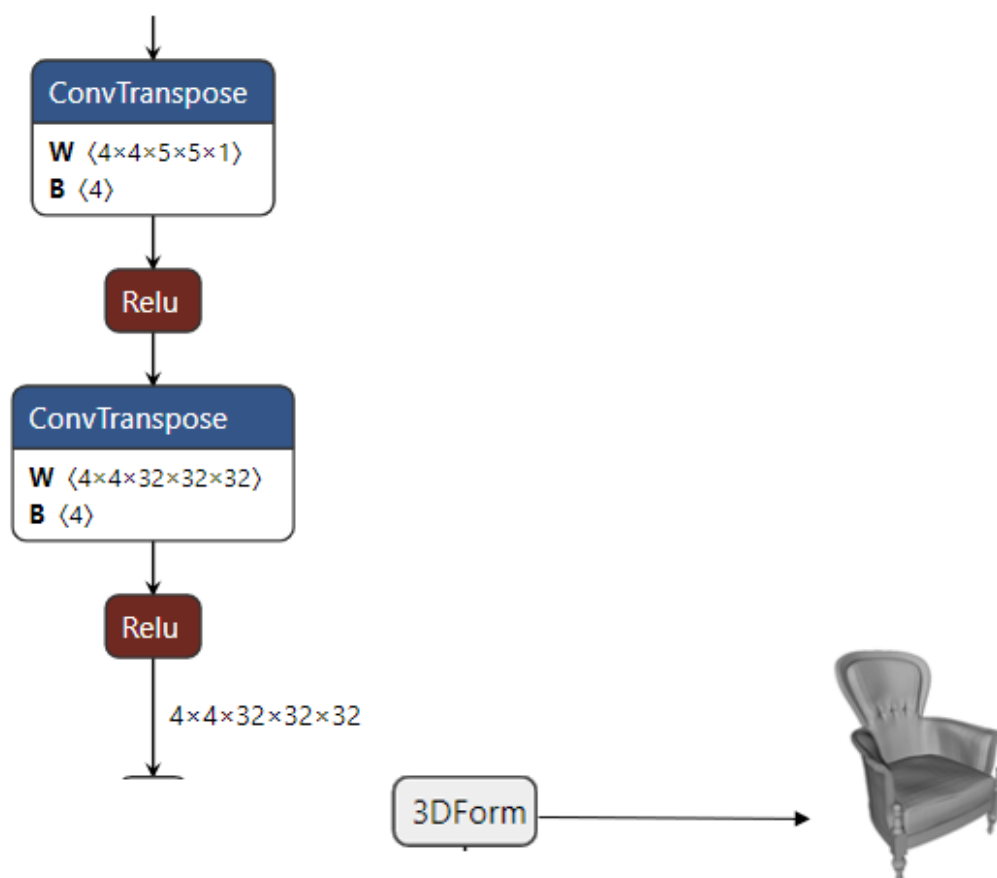 ConvTranspose
W ⟨4×4×5×5×1⟩
B ⟨4⟩
Relu
ConvTranspose
W ⟨4×4×32×32×32⟩
B ⟨4⟩
Relu
4×4×32×32×32
3DForm